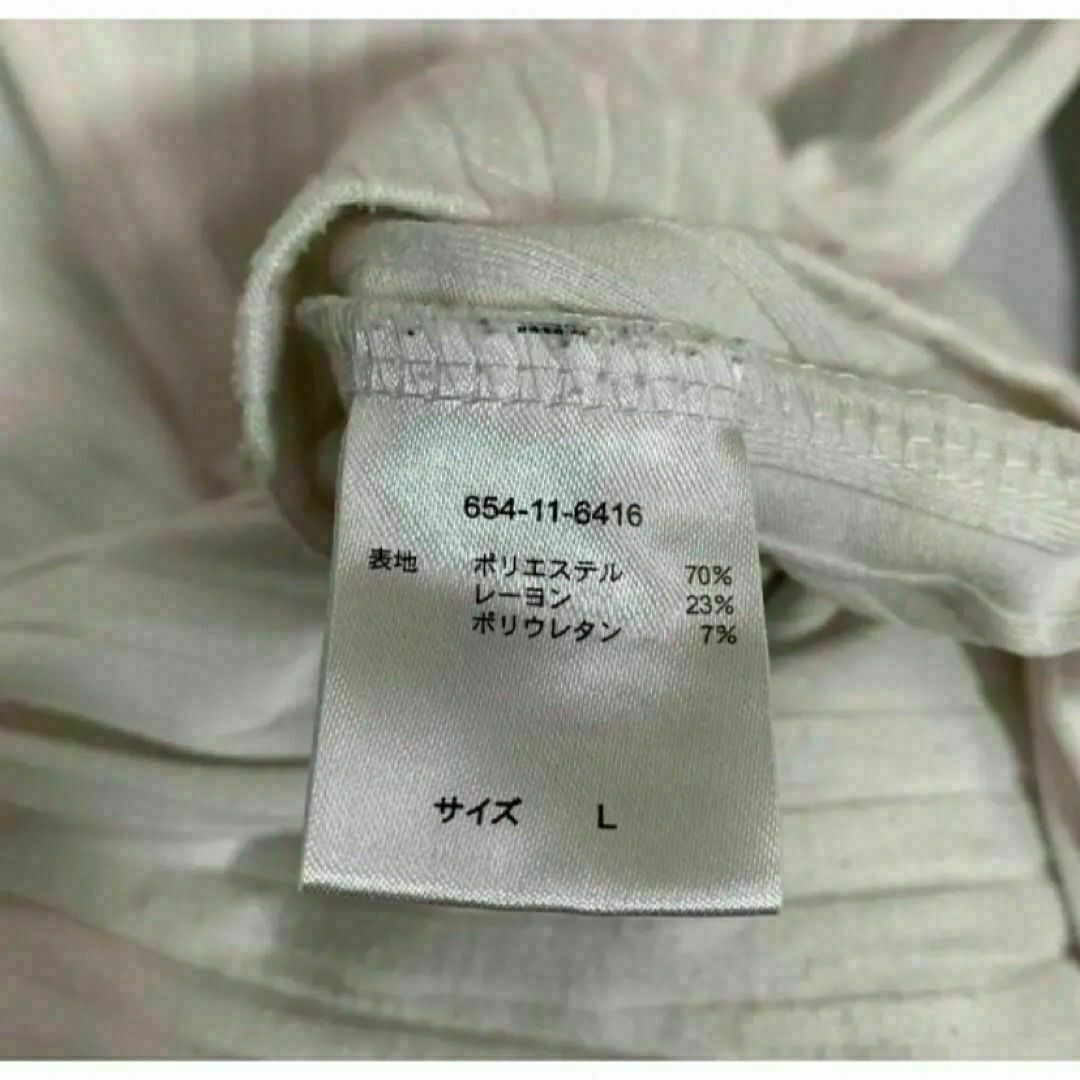 654-11-6416
表地 ポリエステル 70%
レーヨン 23%
ポリウレタン 7%
サイズ L